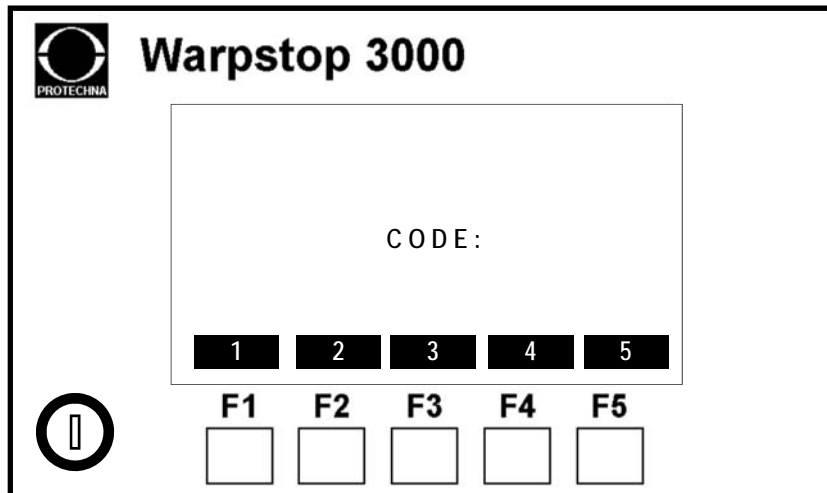 PROTECHNA
Warpstop 3000
CODE:
1 2 3 4 5
F1 F2 F3 F4 F5